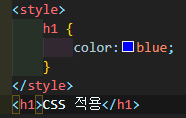 <style>
h1 {
color:blue;
}
</style>
<h1>CSS 적용</h1>